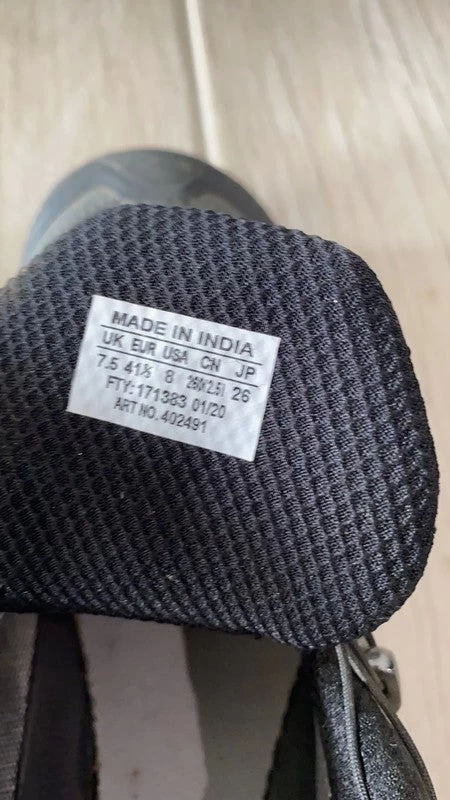 MADE IN INDIA
UK EUR USA CN JP
7.5 41⅓ 8 260(2.5) 26
FTY:171383 01/20
ART NO. 402491